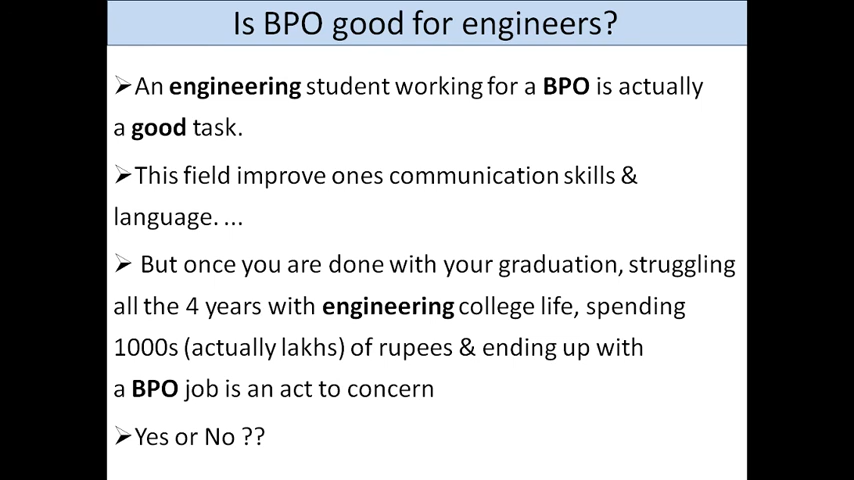 Is BPO good for engineers?
➢An engineering student working for a BPO is actually
a good task.
➢This field improve ones communication skills &
language. ...
➢ But once you are done with your graduation, struggling
all the 4 years with engineering college life, spending
1000s (actually lakhs) of rupees & ending up with
a BPO job is an act to concern
➢Yes or No ??